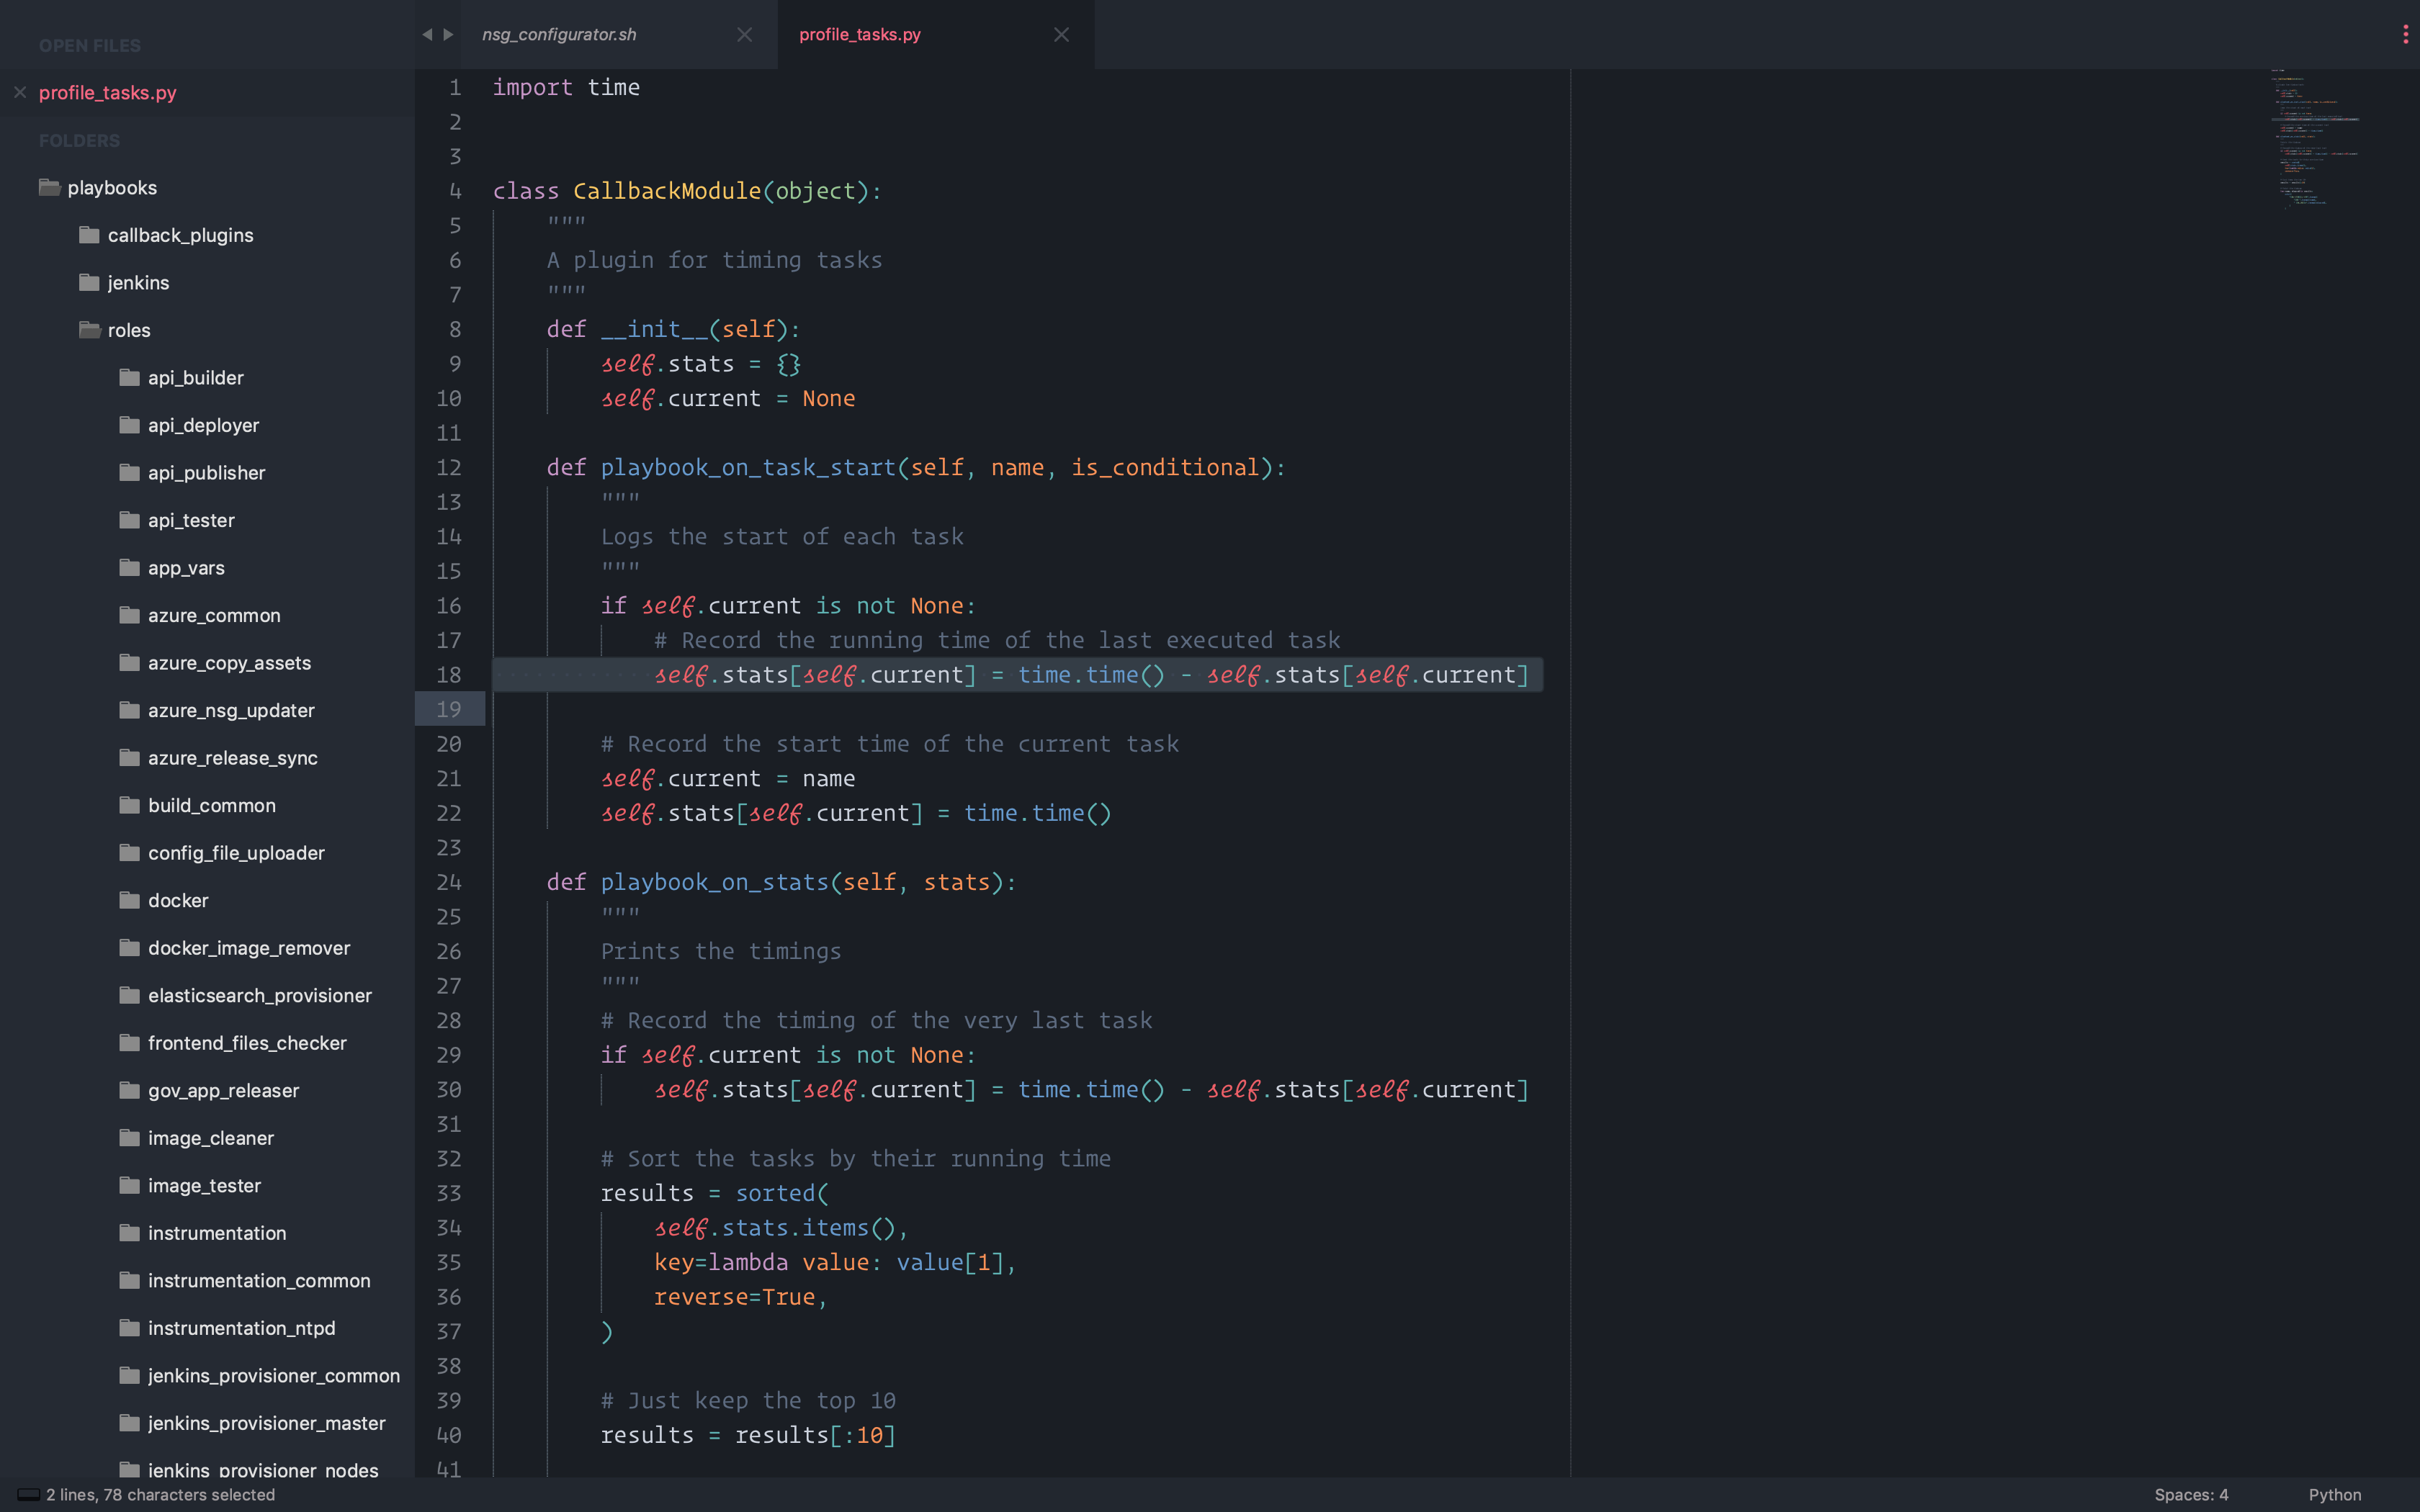 OPEN FILES
profile_tasks.py
FOLDERS
playbooks
callback_plugins
jenkins
roles
api_builder
api_deployer
api_publisher
api_tester
app_vars
azure_common
azure_copy_assets
azure_nsg_updater
azure_release_sync
build_common
config_file_uploader
docker
docker_image_remover
elasticsearch_provisioner
frontend_files_checker
gov_app_releaser
image_cleaner
image_tester
instrumentation
instrumentation_common
instrumentation_ntpd
jenkins_provisioner_common
jenkins_provisioner_master
jenkins_provisioner_nodes
nsg_configurator.sh
profile_tasks.py
1 import time
2
3
4 class CallbackModule(object):
5     """
6     A plugin for timing tasks
7     """
8     def __init__(self):
9         self.stats = {}
10         self.current = None
11
12     def playbook_on_task_start(self, name, is_conditional):
13         """
14         Logs the start of each task
15         """
16         if self.current is not None:
17             # Record the running time of the last executed task
18             self.stats[self.current] = time.time() - self.stats[self.current]
19
20         # Record the start time of the current task
21         self.current = name
22         self.stats[self.current] = time.time()
23
24     def playbook_on_stats(self, stats):
25         """
26         Prints the timings
27         """
28         # Record the timing of the very last task
29         if self.current is not None:
30             self.stats[self.current] = time.time() - self.stats[self.current]
31
32         # Sort the tasks by their running time
33         results = sorted(
34             self.stats.items(),
35             key=lambda value: value[1],
36             reverse=True,
37         )
38
39         # Just keep the top 10
40         results = results[:10]
41
2 lines, 78 characters selected
Spaces: 4
Python